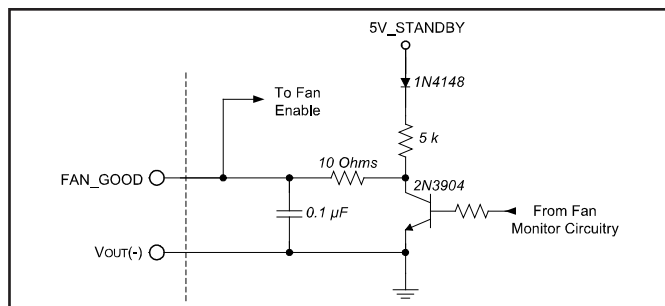 5V_STANDBY
1N4148
To Fan
Enable
5 k
10 Ohms
2N3904
FAN_GOOD
0.1 µF
From Fan
Monitor Circuitry
VOUT(-)